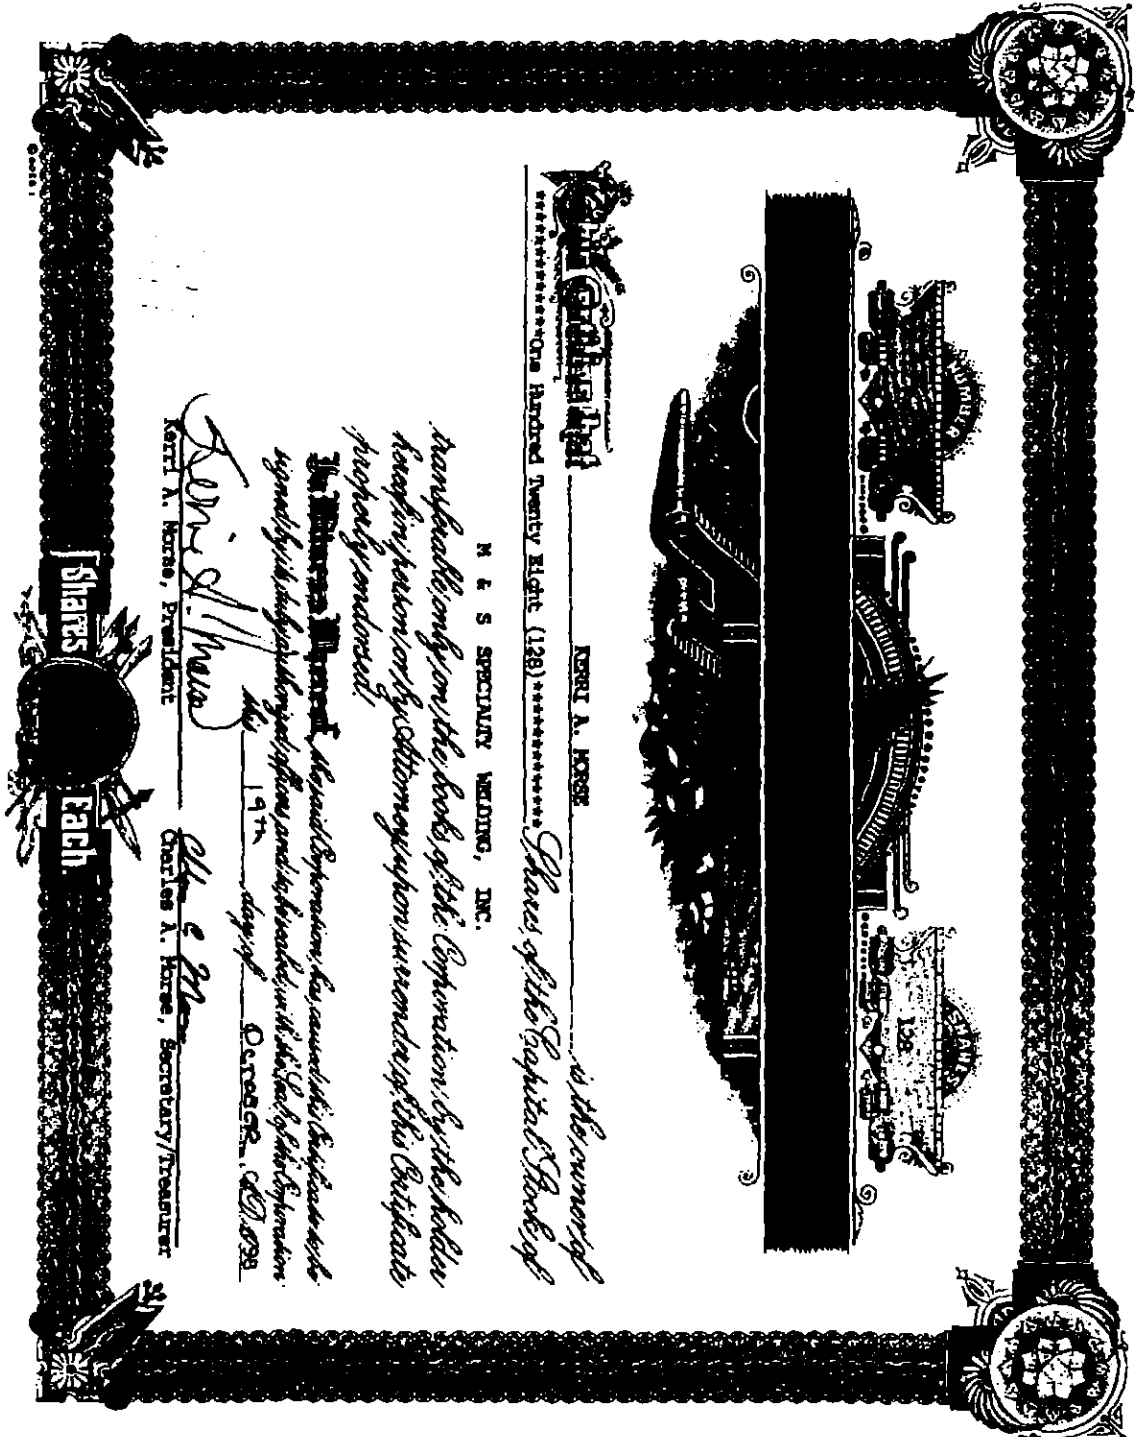 NUMBER
SHARES
128
This Certifies that KERRI A. MORSE is the owner of
*************One Hundred Twenty Eight (128)************* Shares of the Capital Stock of
M & S SPECIALTY WELDING, INC.
transferable only on the books of the Corporation by the holder
hereof in person or by Attorney upon surrender of this Certificate
properly endorsed.
In Witness Whereof, the said Corporation has caused this Certificate to be
signed by its duly authorized officers and to be sealed with the Seal of the Corporation
this 19th day of October A.D. 1998
Kerri A. Morse, President
Charles A. Morse, Secretary/Treasurer
Shares
Each